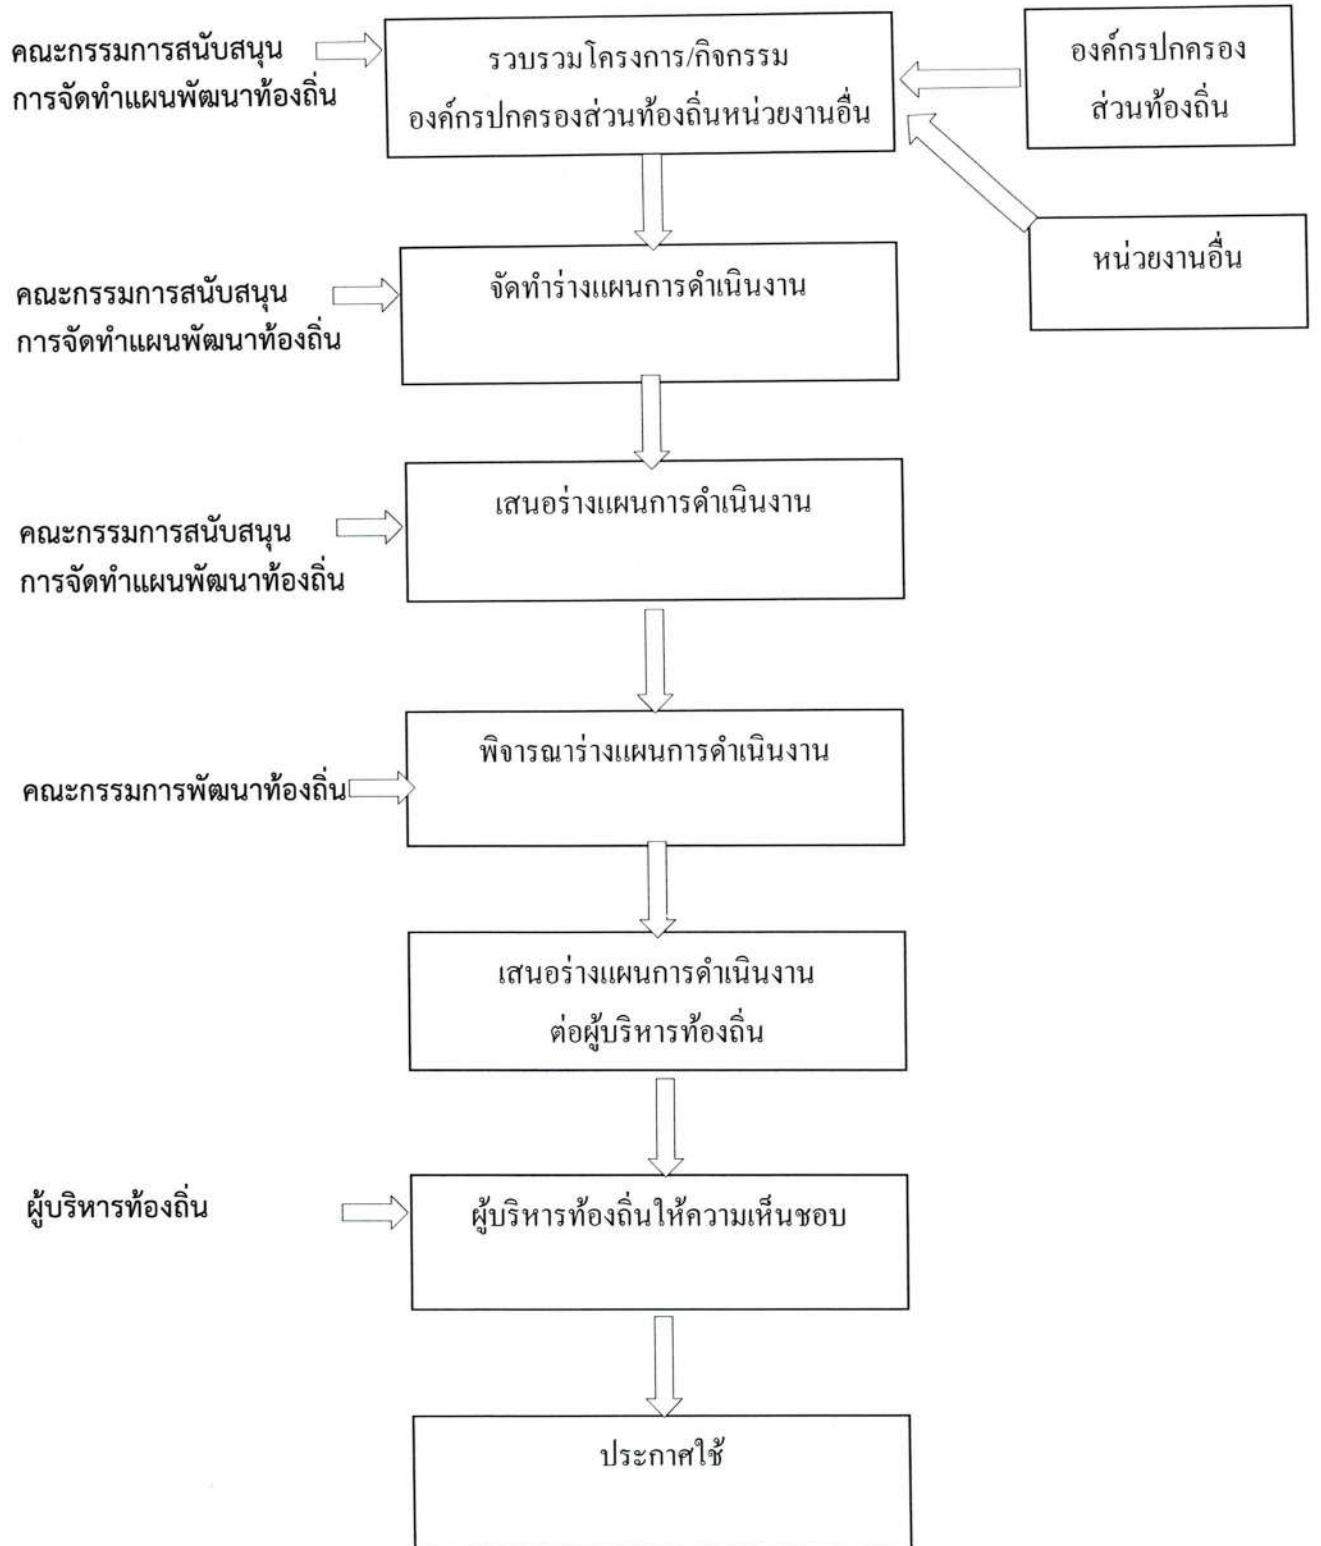 คณะกรรมการสนับสนุน
การจัดทำแผนพัฒนาท้องถิ่น
รวบรวมโครงการ/กิจกรรม
องค์กรปกครองส่วนท้องถิ่นหน่วยงานอื่น
องค์กรปกครอง
ส่วนท้องถิ่น
หน่วยงานอื่น
คณะกรรมการสนับสนุน
การจัดทำแผนพัฒนาท้องถิ่น
จัดทำร่างแผนการดำเนินงาน
คณะกรรมการสนับสนุน
การจัดทำแผนพัฒนาท้องถิ่น
เสนอร่างแผนการดำเนินงาน
คณะกรรมการพัฒนาท้องถิ่น
พิจารณาร่างแผนการดำเนินงาน
เสนอร่างแผนการดำเนินงาน
ต่อผู้บริหารท้องถิ่น
ผู้บริหารท้องถิ่น
ผู้บริหารท้องถิ่นให้ความเห็นชอบ
ประกาศใช้